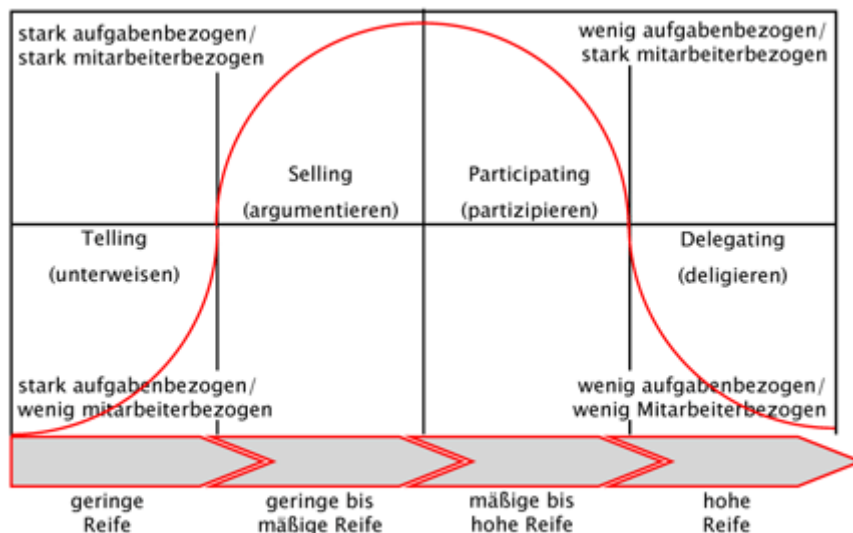 stark aufgabenbezogen/
stark mitarbeiterbezogen
wenig aufgabenbezogen/
stark mitarbeiterbezogen
Selling
(argumentieren)
Participating
(partizipieren)
Telling
(unterweisen)
Delegating
(deligieren)
stark aufgabenbezogen/
wenig mitarbeiterbezogen
wenig aufgabenbezogen/
wenig Mitarbeiterbezogen
geringe
Reife
geringe bis
mäßige Reife
mäßige bis
hohe Reife
hohe
Reife